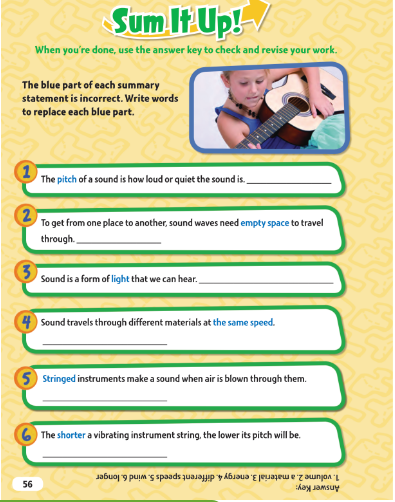 Sum It Up!
When you're done, use the answer key to check and revise your work.
The blue part of each summary
statement is incorrect. Write words
to replace each blue part.
1
The pitch of a sound is how loud or quiet the sound is.
2
To get from one place to another, sound waves need empty space to travel
through.
3
Sound is a form of light that we can hear.
4
Sound travels through different materials at the same speed.
5
Stringed instruments make a sound when air is blown through them.
6
The shorter a vibrating instrument string, the lower its pitch will be.
56
Answer Key:
1. volume 2. a material 3. energy 4. different speeds 5. wind 6. longer